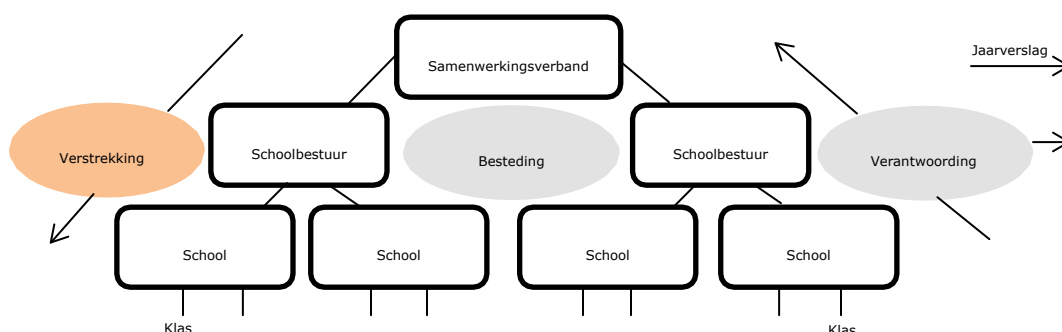 Samenwerkingsverband
Jaarverslag
Verstrekking
Schoolbestuur
Besteding
Schoolbestuur
Verantwoording
School
School
School
School
Klas
Klas